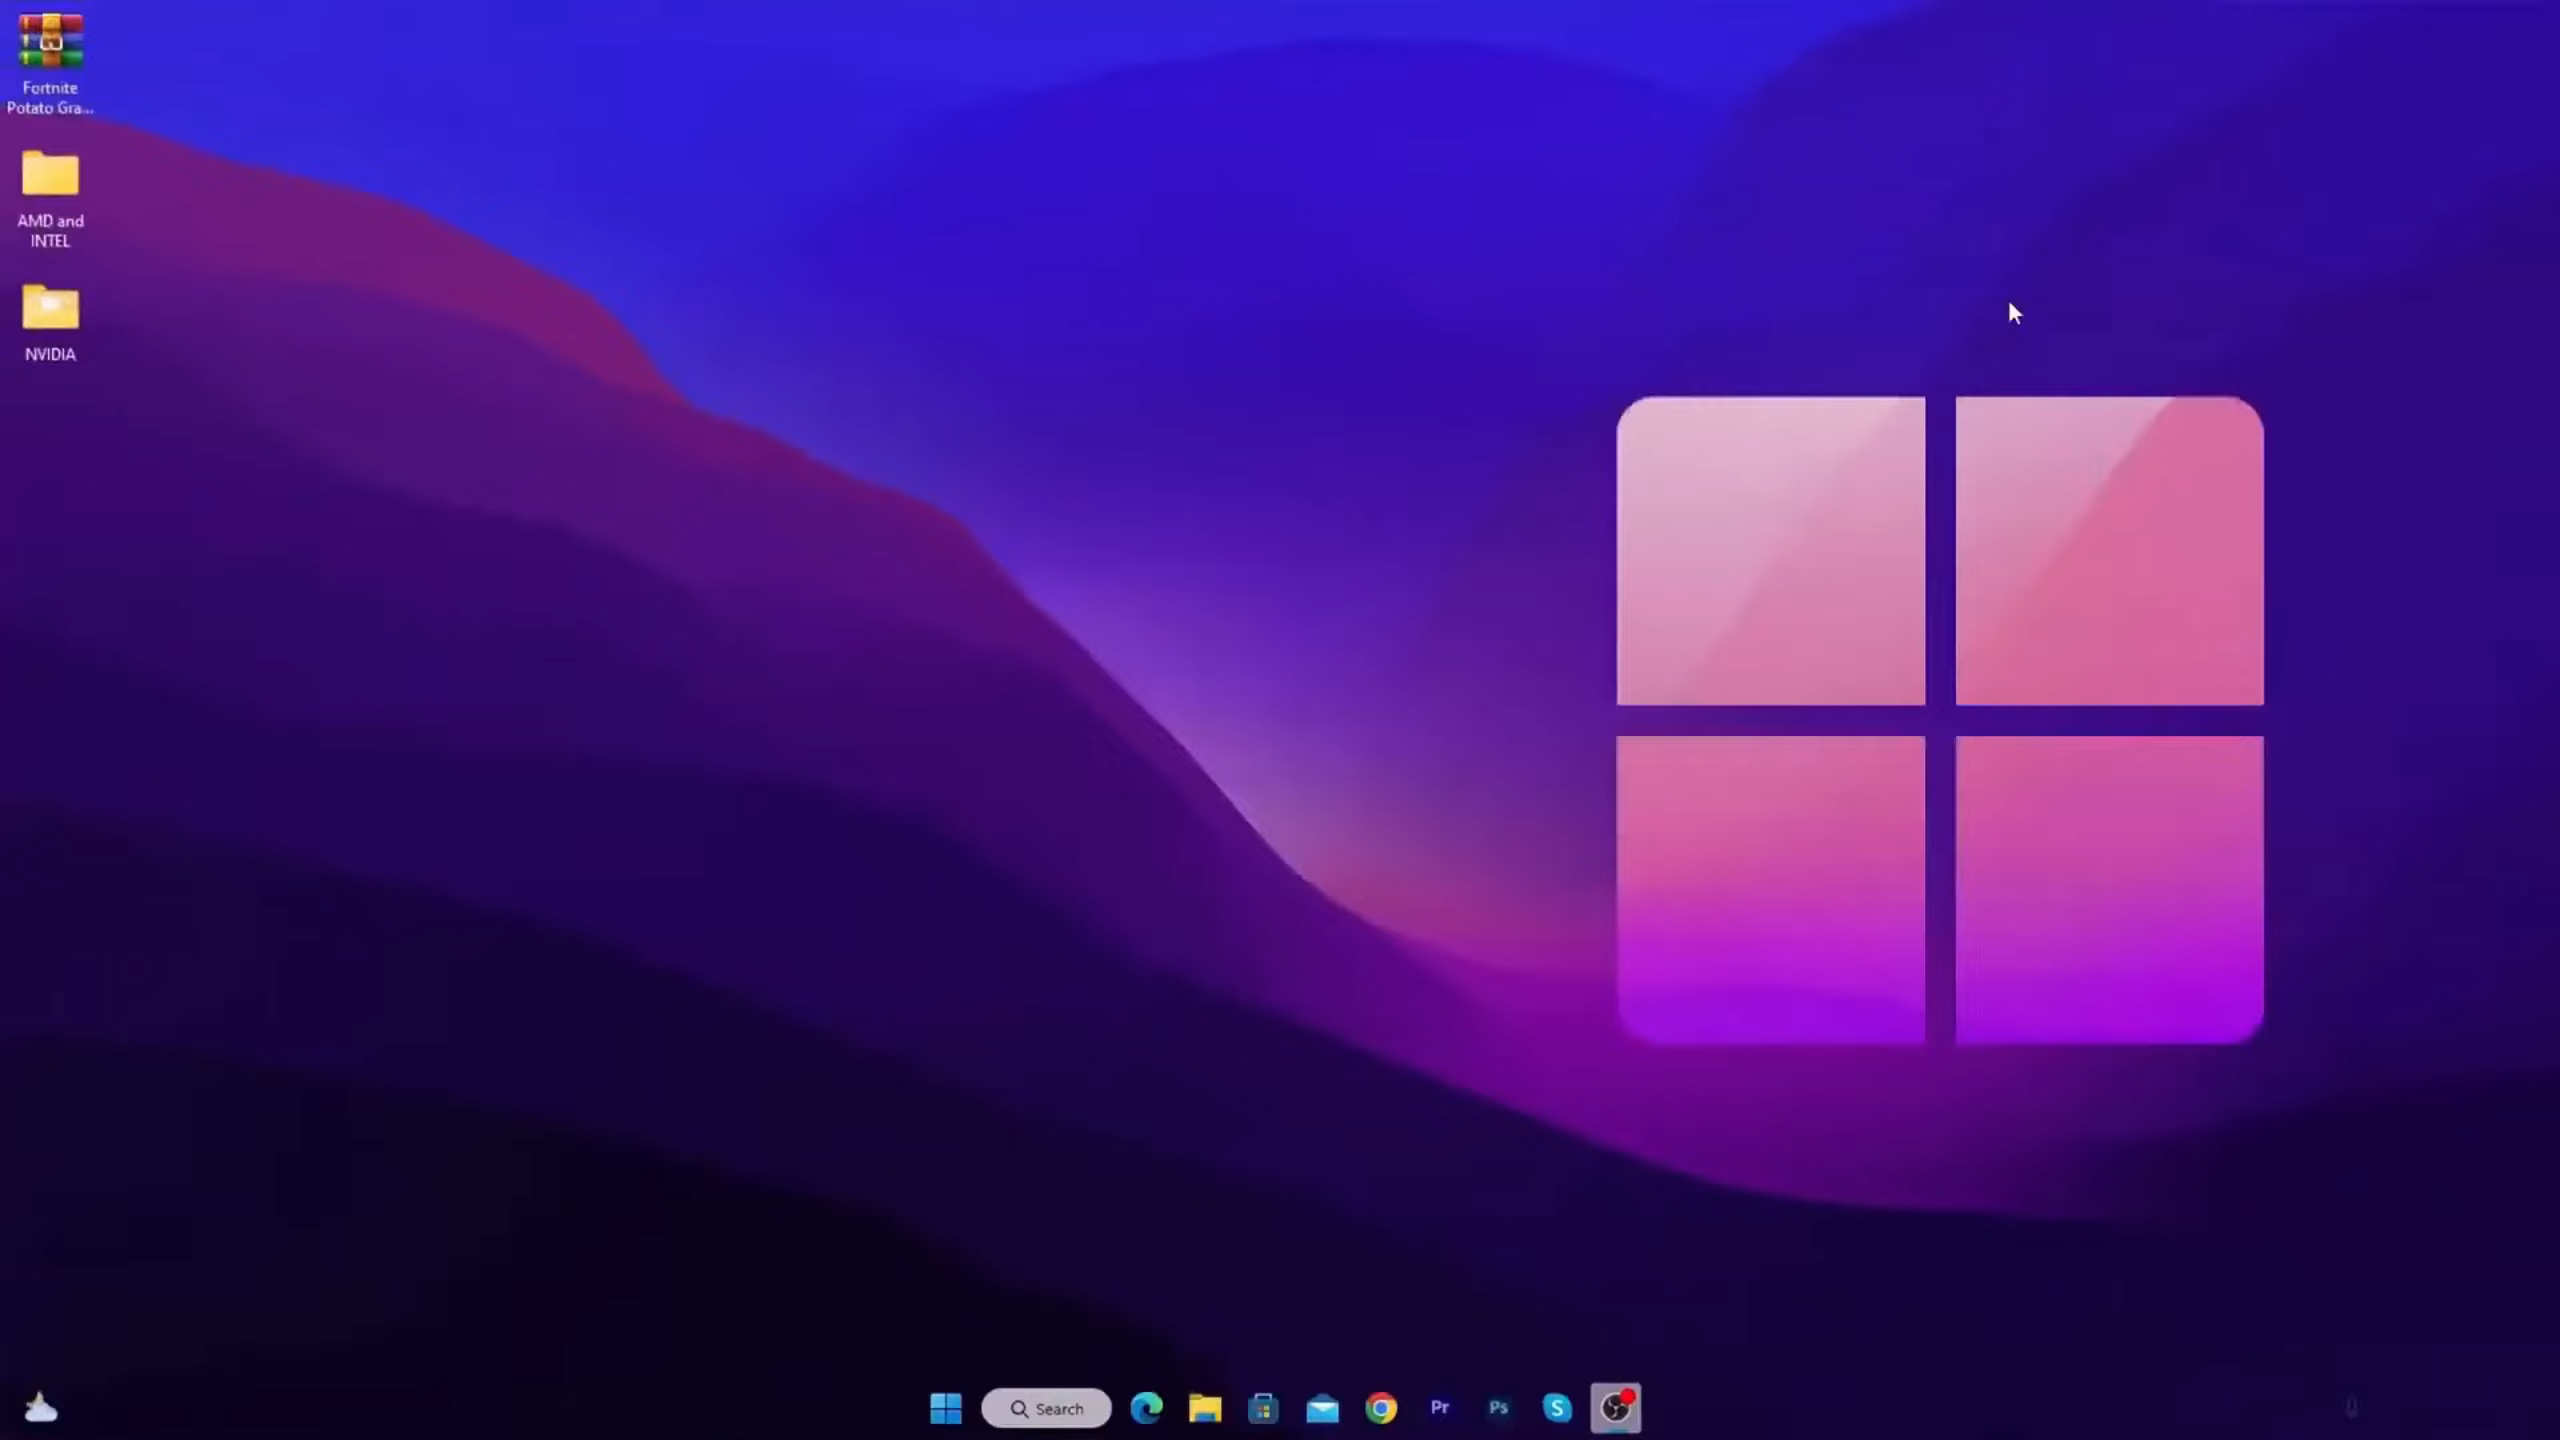 Fortnite
Potato Gra...
AMD and
INTEL
NVIDIA
Search
Pr
Ps
S